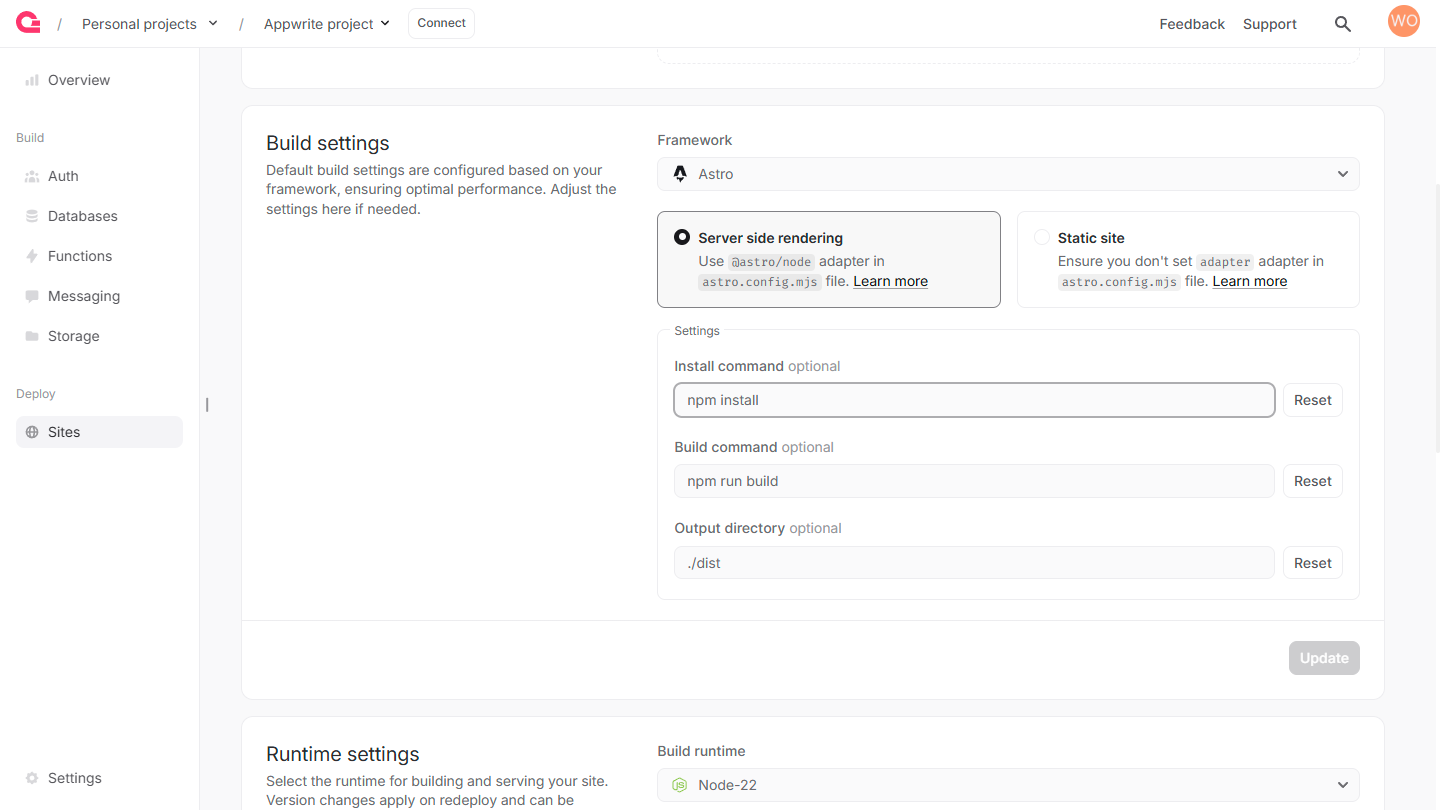 / Personal projects / Appwrite project Connect Feedback Support WO
Overview
Build
Auth
Databases
Functions
Messaging
Storage
Deploy
Sites
Settings
Build settings
Default build settings are configured based on your
framework, ensuring optimal performance. Adjust the
settings here if needed.
Framework
Astro
Server side rendering
Use @astro/node adapter in
astro.config.mjs file. Learn more
Static site
Ensure you don't set adapter adapter in
astro.config.mjs file. Learn more
Settings
Install command optional
npm install Reset
Build command optional
npm run build Reset
Output directory optional
./dist Reset
Update
Runtime settings
Select the runtime for building and serving your site.
Version changes apply on redeploy and can be
Build runtime
Node-22